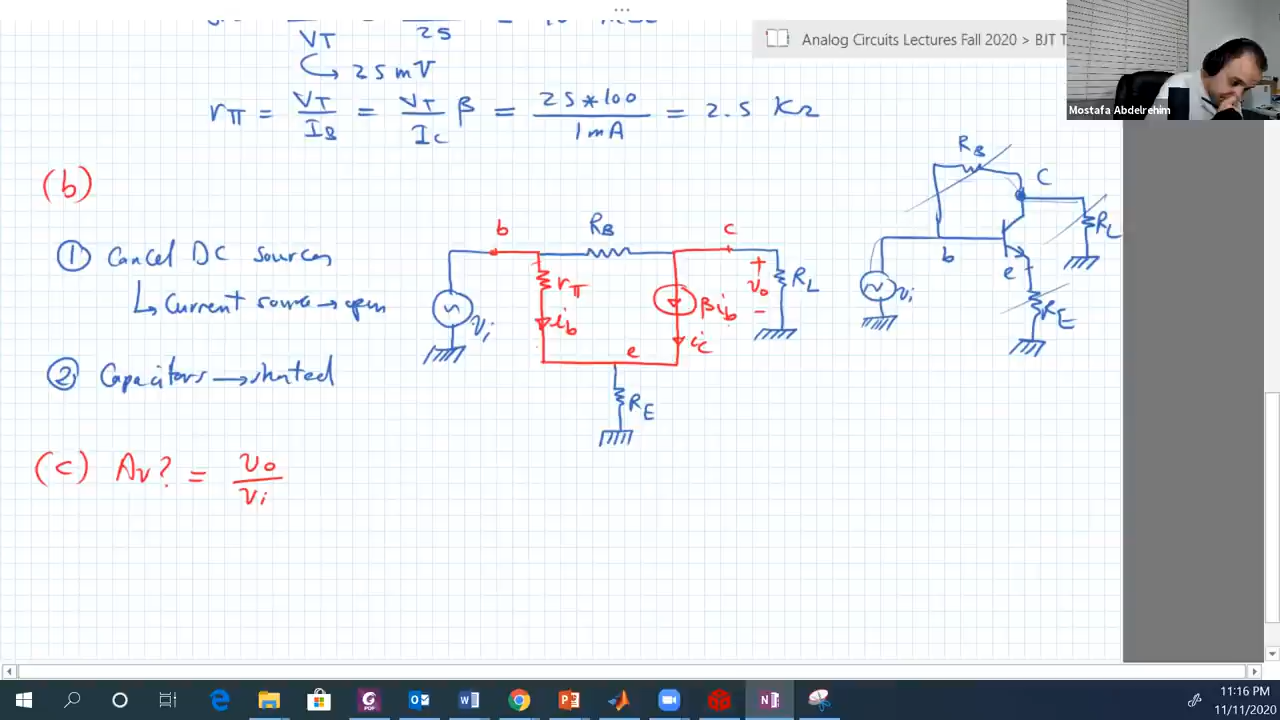 VT 25
↳ 25 mV
Analog Circuits Lectures Fall 2020 > BJT T
Mostafa Abdelrehim
rπ = VT/IB = VT/Ic β = 25*100/1mA = 2.5 KΩ
(b)
RB
C
RL
b
e
vi
RE
b
RB
c
① Cancel DC sources
↳ Current source → open
rπ
ib
βib
ic
+
vo
-
RL
vi
e
② Capacitors → shorted
RE
(c) Av? = vo/vi
11:16 PM
11/11/2020